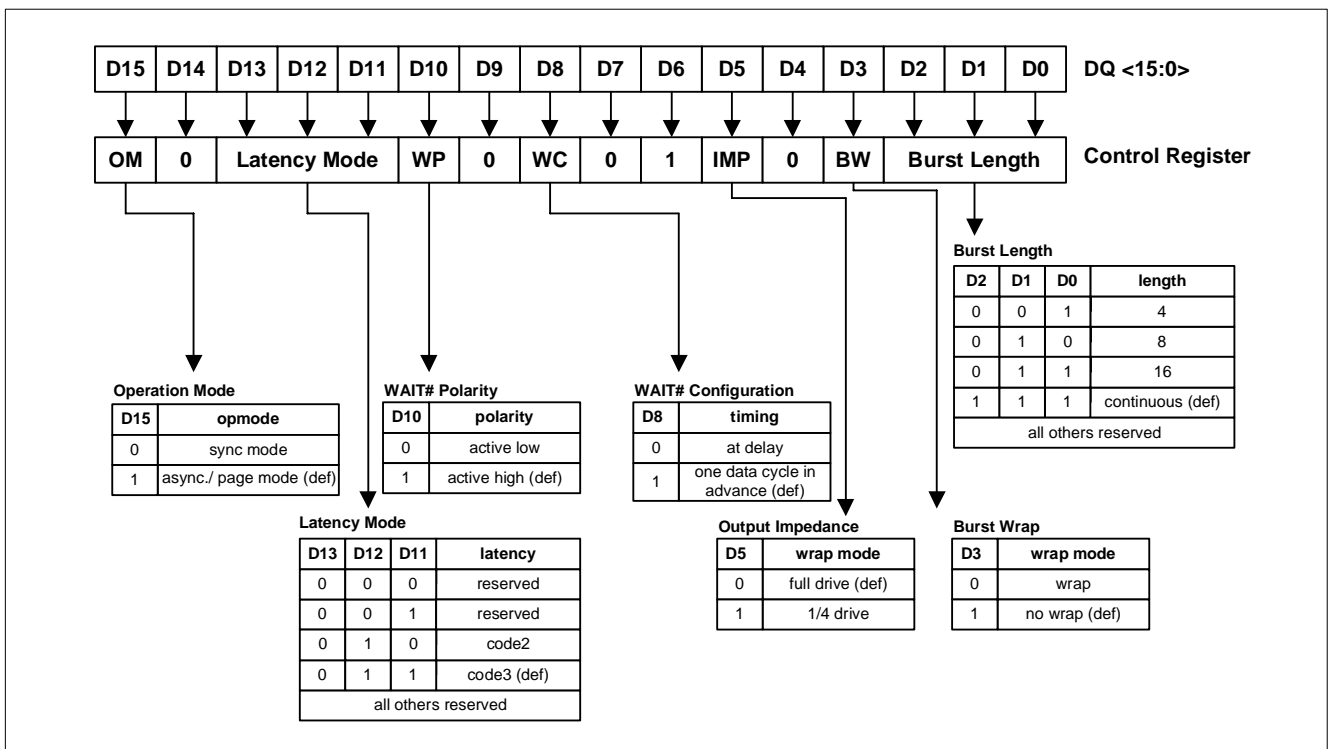 D15 D14 D13 D12 D11 D10 D9 D8 D7 D6 D5 D4 D3 D2 D1 D0 DQ <15:0>
OM 0 Latency Mode WP 0 WC 0 1 IMP 0 BW Burst Length Control Register
Burst Length
D2 D1 D0 length
0 0 1 4
0 1 0 8
0 1 1 16
1 1 1 continuous (def)
all others reserved
Operation Mode
D15 opmode
0 sync mode
1 async./ page mode (def)
WAIT# Polarity
D10 polarity
0 active low
1 active high (def)
WAIT# Configuration
D8 timing
0 at delay
1 one data cycle in
advance (def)
Latency Mode
D13 D12 D11 latency
0 0 0 reserved
0 0 1 reserved
0 1 0 code2
0 1 1 code3 (def)
all others reserved
Output Impedance
D5 wrap mode
0 full drive (def)
1 1/4 drive
Burst Wrap
D3 wrap mode
0 wrap
1 no wrap (def)